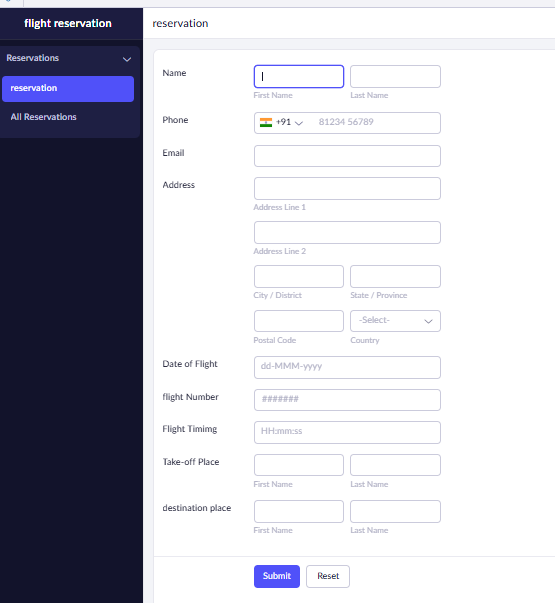 flight reservation
reservation
Reservations
reservation
All Reservations
Name
First Name
Last Name
Phone
+91
81234 56789
Email
Address
Address Line 1
Address Line 2
City / District
State / Province
-Select-
Postal Code
Country
Date of Flight
dd-MMM-yyyy
flight Number
#######
Flight Timimg
HH:mm:ss
Take-off Place
First Name
Last Name
destination place
First Name
Last Name
Submit
Reset